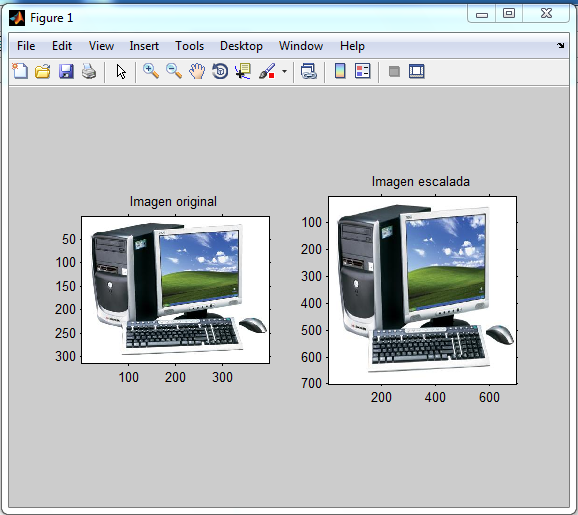 Figure 1
File Edit View Insert Tools Desktop Window Help
Imagen original
50
100
150
200
250
300
100 200 300
Imagen escalada
100
200
300
400
500
600
700
200 400 600